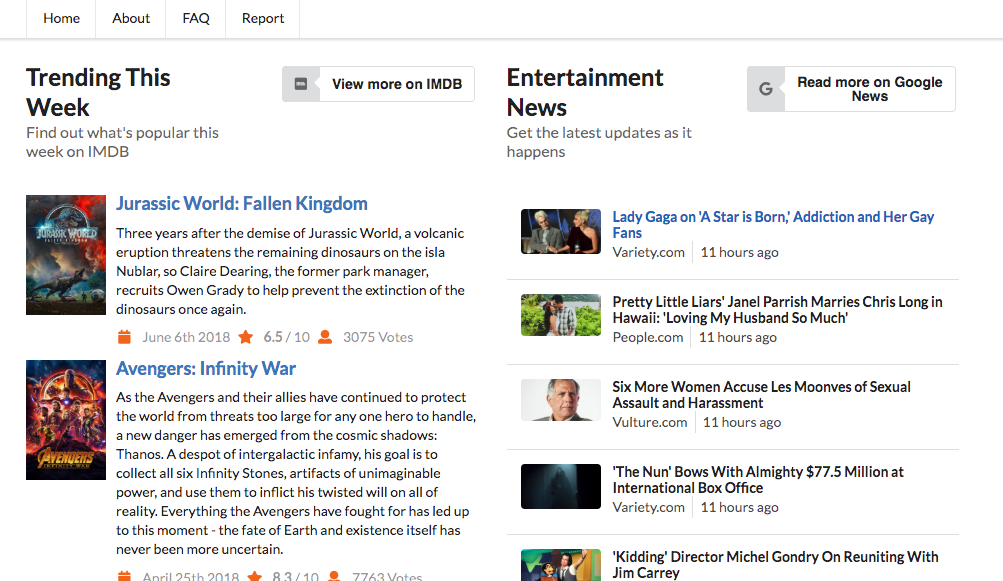 Home
About
FAQ
Report
Trending This
Week
Find out what's popular this
week on IMDB
View more on IMDB
Jurassic World: Fallen Kingdom
JURASSIC WORLD
Three years after the demise of Jurassic World, a volcanic
eruption threatens the remaining dinosaurs on the isla
Nublar, so Claire Dearing, the former park manager,
recruits Owen Grady to help prevent the extinction of the
dinosaurs once again.
June 6th 2018 6.5 / 10 3075 Votes
Avengers: Infinity War
AVENGERS
INFINITY WAR
As the Avengers and their allies have continued to protect
the world from threats too large for any one hero to handle,
a new danger has emerged from the cosmic shadows:
Thanos. A despot of intergalactic infamy, his goal is to
collect all six Infinity Stones, artifacts of unimaginable
power, and use them to inflict his twisted will on all of
reality. Everything the Avengers have fought for has led up
to this moment - the fate of Earth and existence itself has
never been more uncertain.
April 25th 2018 8.3 / 10 7763 Votes
Entertainment
News
Get the latest updates as it
happens
G
Read more on Google
News
Lady Gaga on 'A Star is Born,' Addiction and Her Gay
Fans
Variety.com 11 hours ago
Pretty Little Liars' Janel Parrish Marries Chris Long in
Hawaii: 'Loving My Husband So Much'
People.com 11 hours ago
Six More Women Accuse Les Moonves of Sexual
Assault and Harassment
Vulture.com 11 hours ago
'The Nun' Bows With Almighty $77.5 Million at
International Box Office
Variety.com 11 hours ago
'Kidding' Director Michel Gondry On Reuniting With
Jim Carrey